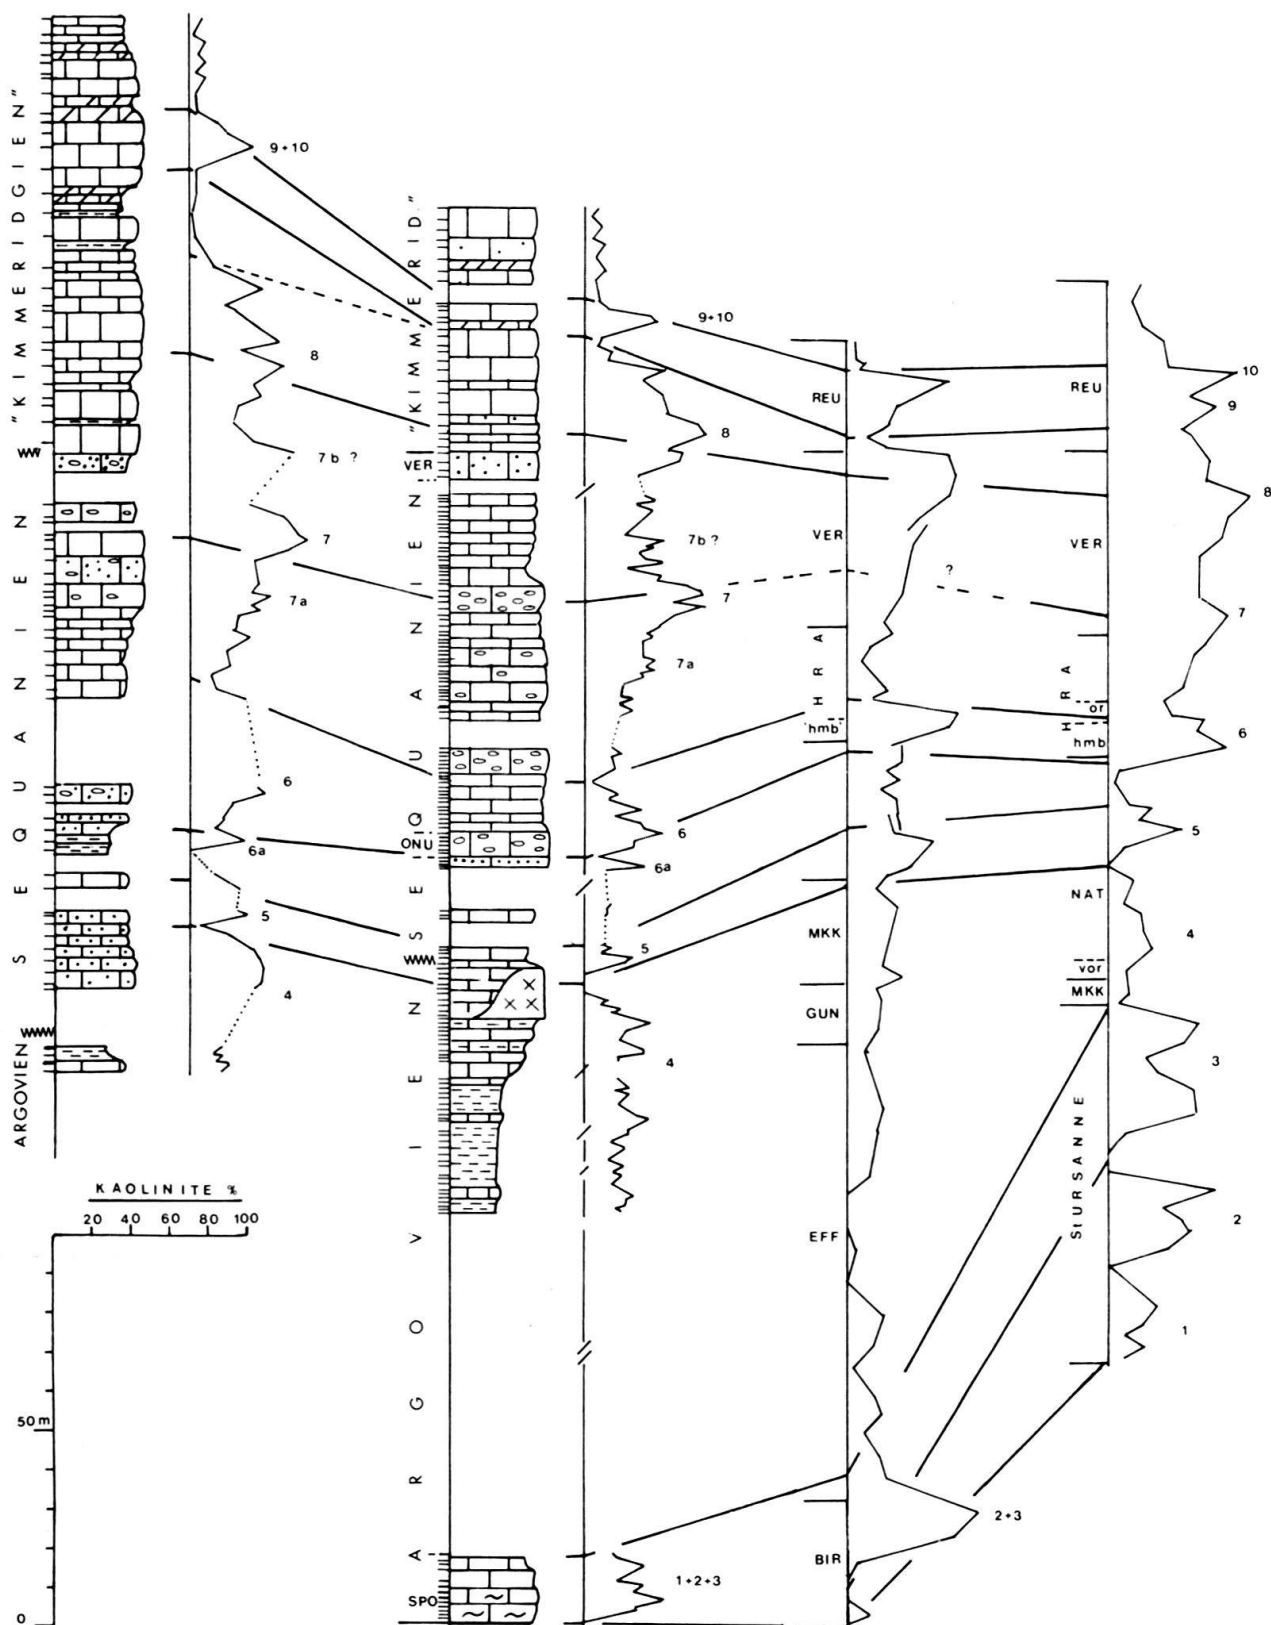 "KIMMERIDGIEN"
SEQUANIEN
ARGOVIEN
9+10
8
7b ?
7
7a
6
6a
5
4
KAOLINITE %
20 40 60 80 100
50m
0
"KIMMERID."
SEQUANIEN
ARGOVIEN
VER
ONU
SPO
9+10
8
7b ?
7
7a
6
6a
5
4
1+2+3
REU
VER
HRA
hmb
MKK
GUN
EFF
BIR
?
2+3
REU
VER
HRA
or
hmb
NAT
vor
MKK
St URSANNE
10
9
8
7
6
5
4
3
2
1